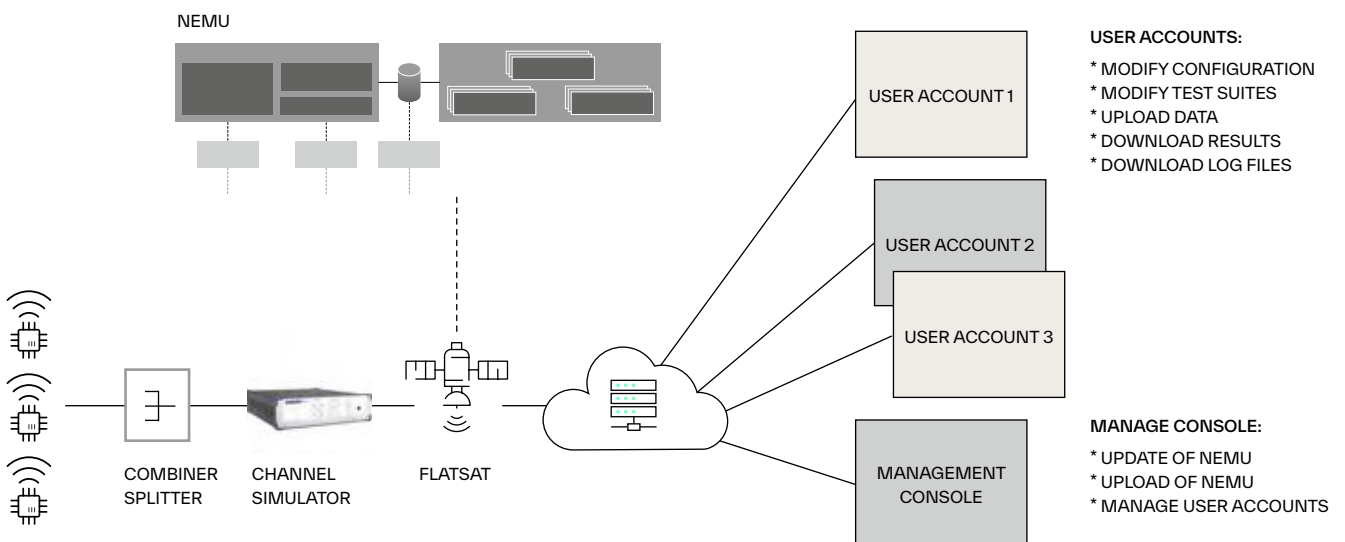 NEMU
USER ACCOUNT 1
USER ACCOUNTS:
* MODIFY CONFIGURATION
* MODIFY TEST SUITES
* UPLOAD DATA
* DOWNLOAD RESULTS
* DOWNLOAD LOG FILES
USER ACCOUNT 2
USER ACCOUNT 3
COMBINER
SPLITTER
CHANNEL
SIMULATOR
FLATSAT
MANAGEMENT
CONSOLE
MANAGE CONSOLE:
* UPDATE OF NEMU
* UPLOAD OF NEMU
* MANAGE USER ACCOUNTS